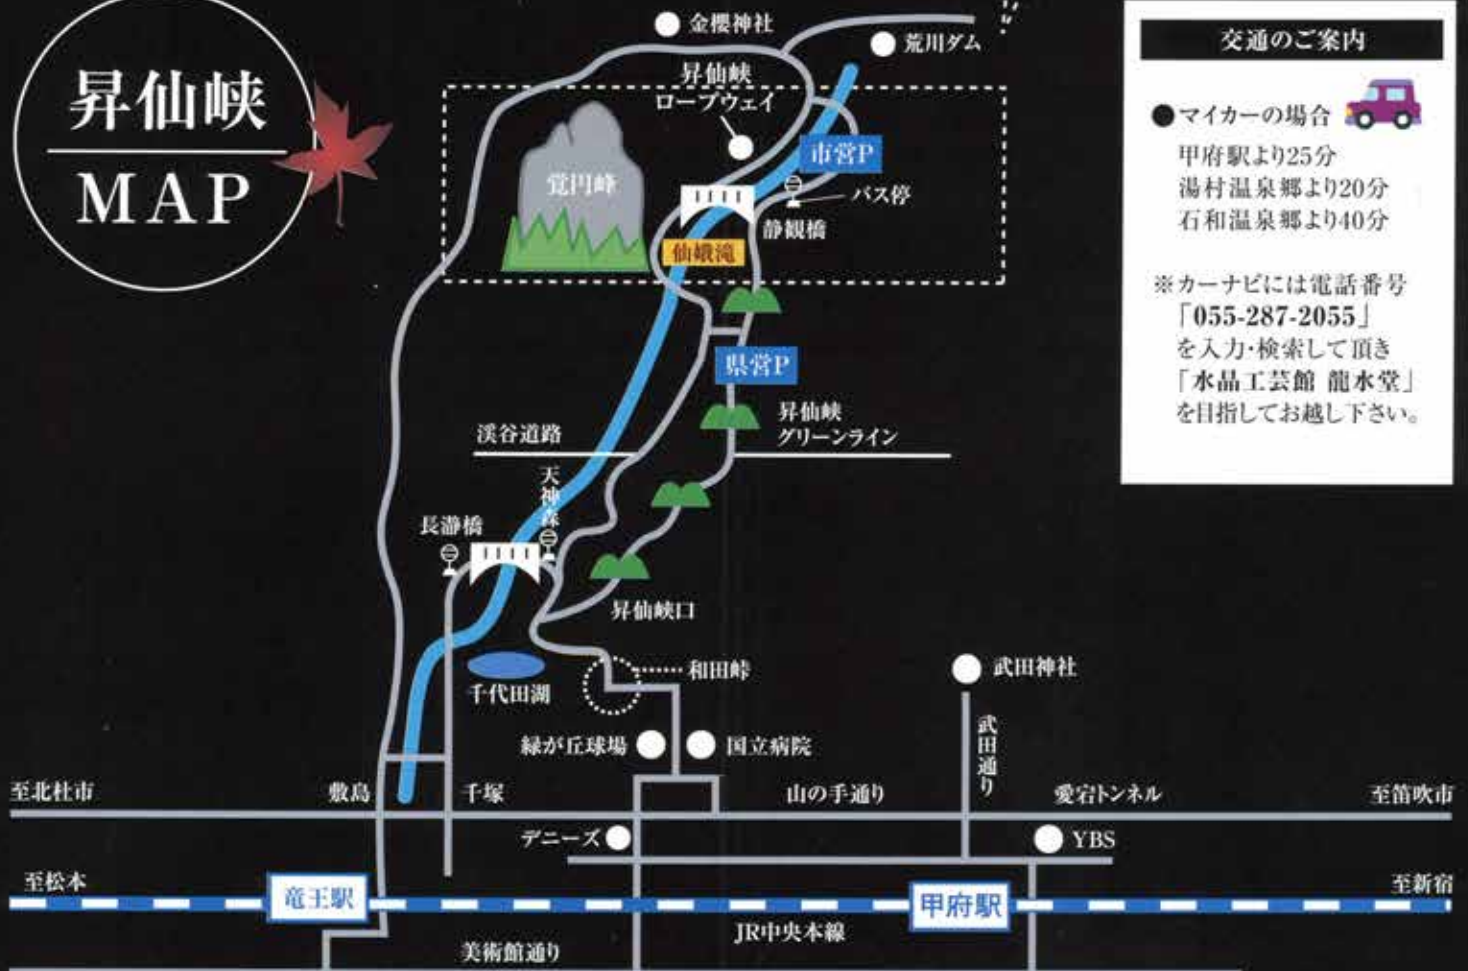 昇仙峡
MAP
金櫻神社
荒川ダム
昇仙峡
ロープウェイ
覚円峰
市営P
バス停
静観橋
仙娥滝
県営P
昇仙峡
グリーンライン
渓谷道路
天神森
長瀞橋
昇仙峡口
千代田湖
和田峠
武田神社
緑が丘球場
国立病院
武田通り
至北杜市
敷島
千塚
山の手通り
愛宕トンネル
至笛吹市
デニーズ
YBS
至松本
竜王駅
甲府駅
至新宿
JR中央本線
美術館通り
交通のご案内
●マイカーの場合
甲府駅より25分
湯村温泉郷より20分
石和温泉郷より40分
※カーナビには電話番号
「055-287-2055」
を入力・検索して頂き
「水晶工芸館 龍水堂」
を目指してお越し下さい。